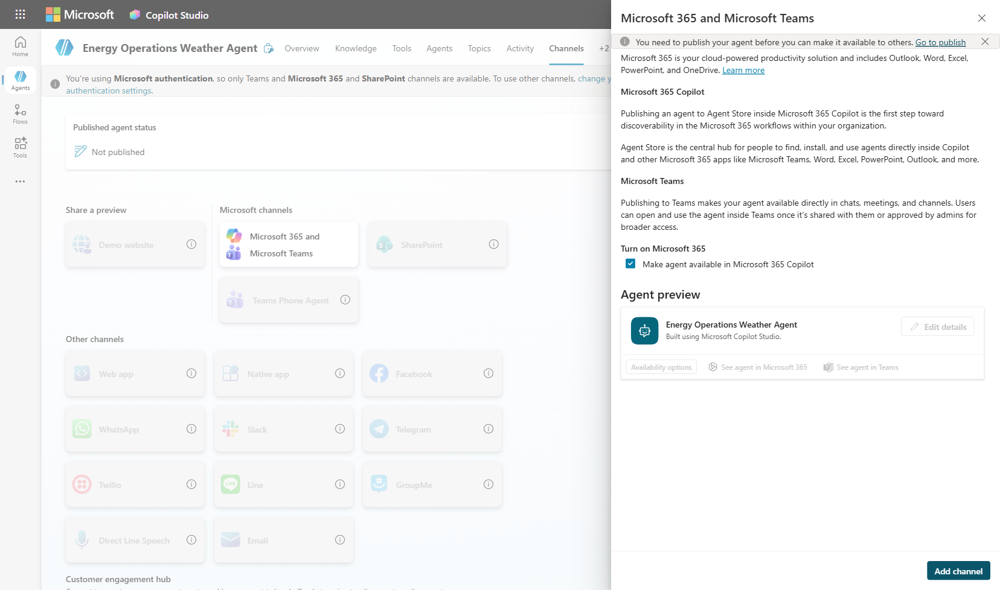 Microsoft
Copilot Studio
Home
Agents
Flows
Tools
Energy Operations Weather Agent
Overview
Knowledge
Tools
Agents
Topics
Activity
Channels
+2
You're using Microsoft authentication, so only Teams and Microsoft 365 and SharePoint channels are available. To use other channels, change y
authentication settings.
Published agent status
Not published
Share a preview
Microsoft channels
Demo website
Microsoft 365 and
Microsoft Teams
SharePoint
Teams Phone Agent
Other channels
Web app
Native app
Facebook
WhatsApp
Slack
Telegram
Twilio
Line
GroupMe
Direct Line Speech
Email
Customer engagement hub
Microsoft 365 and Microsoft Teams
You need to publish your agent before you can make it available to others. Go to publish
Microsoft 365 is your cloud-powered productivity solution and includes Outlook, Word, Excel,
PowerPoint, and OneDrive. Learn more
Microsoft 365 Copilot
Publishing an agent to Agent Store inside Microsoft 365 Copilot is the first step toward
discoverability in the Microsoft 365 workflows within your organization.
Agent Store is the central hub for people to find, install, and use agents directly inside Copilot
and other Microsoft 365 apps like Microsoft Teams, Word, Excel, PowerPoint, Outlook, and more.
Microsoft Teams
Publishing to Teams makes your agent available directly in chats, meetings, and channels. Users
can open and use the agent inside Teams once it's shared with them or approved by admins for
broader access.
Turn on Microsoft 365
Make agent available in Microsoft 365 Copilot
Agent preview
Energy Operations Weather Agent
Built using Microsoft Copilot Studio.
Edit details
Availability options
See agent in Microsoft 365
See agent in Teams
Add channel